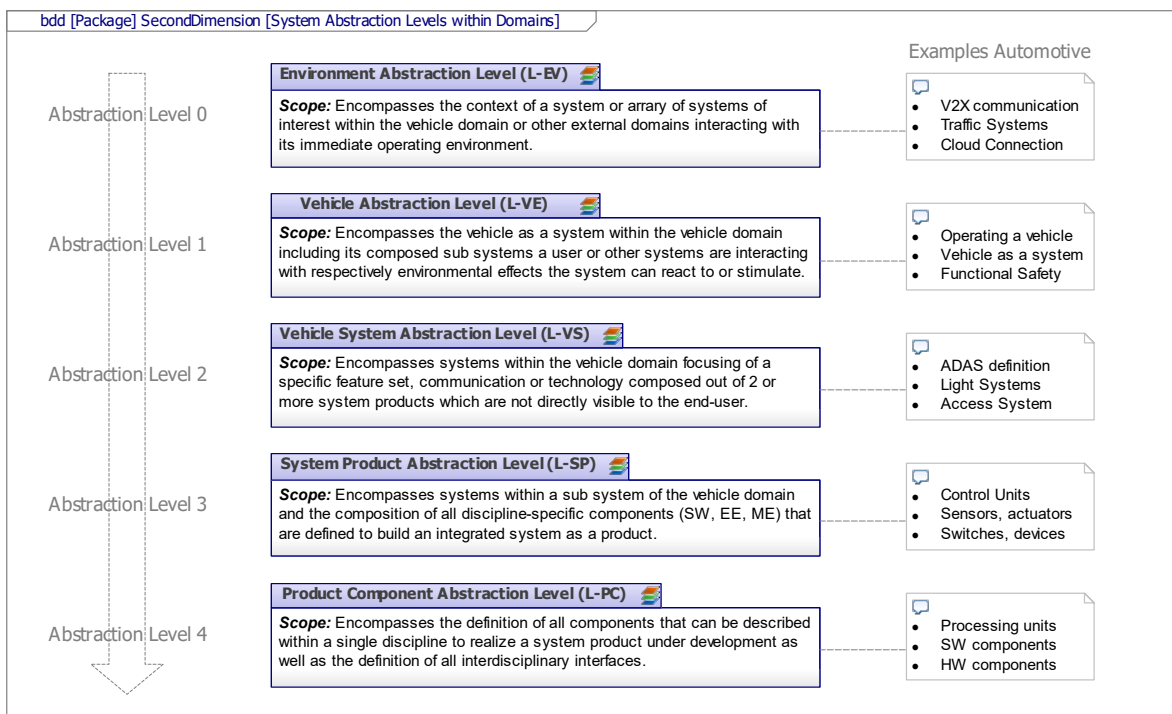 bdd [Package] SecondDimension [System Abstraction Levels within Domains]
Examples Automotive
Abstraction Level 0
Environment Abstraction Level (L-EV)
Scope: Encompasses the context of a system or arrary of systems of
interest within the vehicle domain or other external domains interacting with
its immediate operating environment.
• V2X communication
• Traffic Systems
• Cloud Connection
Abstraction Level 1
Vehicle Abstraction Level (L-VE)
Scope: Encompasses the vehicle as a system within the vehicle domain
including its composed sub systems a user or other systems are interacting
with respectively environmental effects the system can react to or stimulate.
• Operating a vehicle
• Vehicle as a system
• Functional Safety
Abstraction Level 2
Vehicle System Abstraction Level (L-VS)
Scope: Encompasses systems within the vehicle domain focusing of a
specific feature set, communication or technology composed out of 2 or
more system products which are not directly visible to the end-user.
• ADAS definition
• Light Systems
• Access System
Abstraction Level 3
System Product Abstraction Level (L-SP)
Scope: Encompasses systems within a sub system of the vehicle domain
and the composition of all discipline-specific components (SW, EE, ME) that
are defined to build an integrated system as a product.
• Control Units
• Sensors, actuators
• Switches, devices
Abstraction Level 4
Product Component Abstraction Level (L-PC)
Scope: Encompasses the definition of all components that can be described
within a single discipline to realize a system product under development as
well as the definition of all interdisciplinary interfaces.
• Processing units
• SW components
• HW components